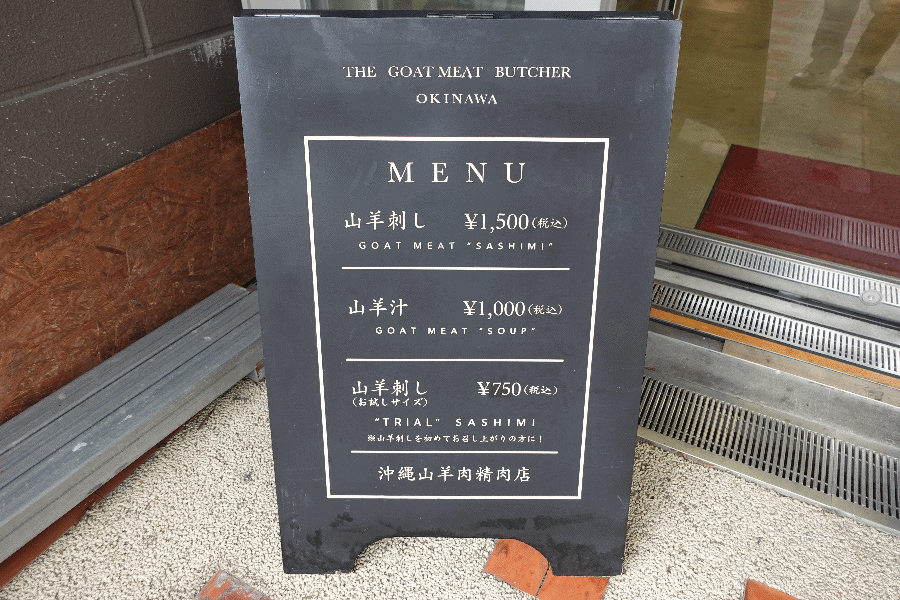 THE GOAT MEAT BUTCHER
OKINAWA
MENU
山羊刺し ¥1,500(税込)
GOAT MEAT "SASHIMI"
山羊汁 ¥1,000(税込)
GOAT MEAT "SOUP"
山羊刺し ¥750(税込)
(お試しサイズ)
"TRIAL" SASHIMI
※山羊刺しを初めてお召し上がりの方に!
沖縄山羊肉精肉店